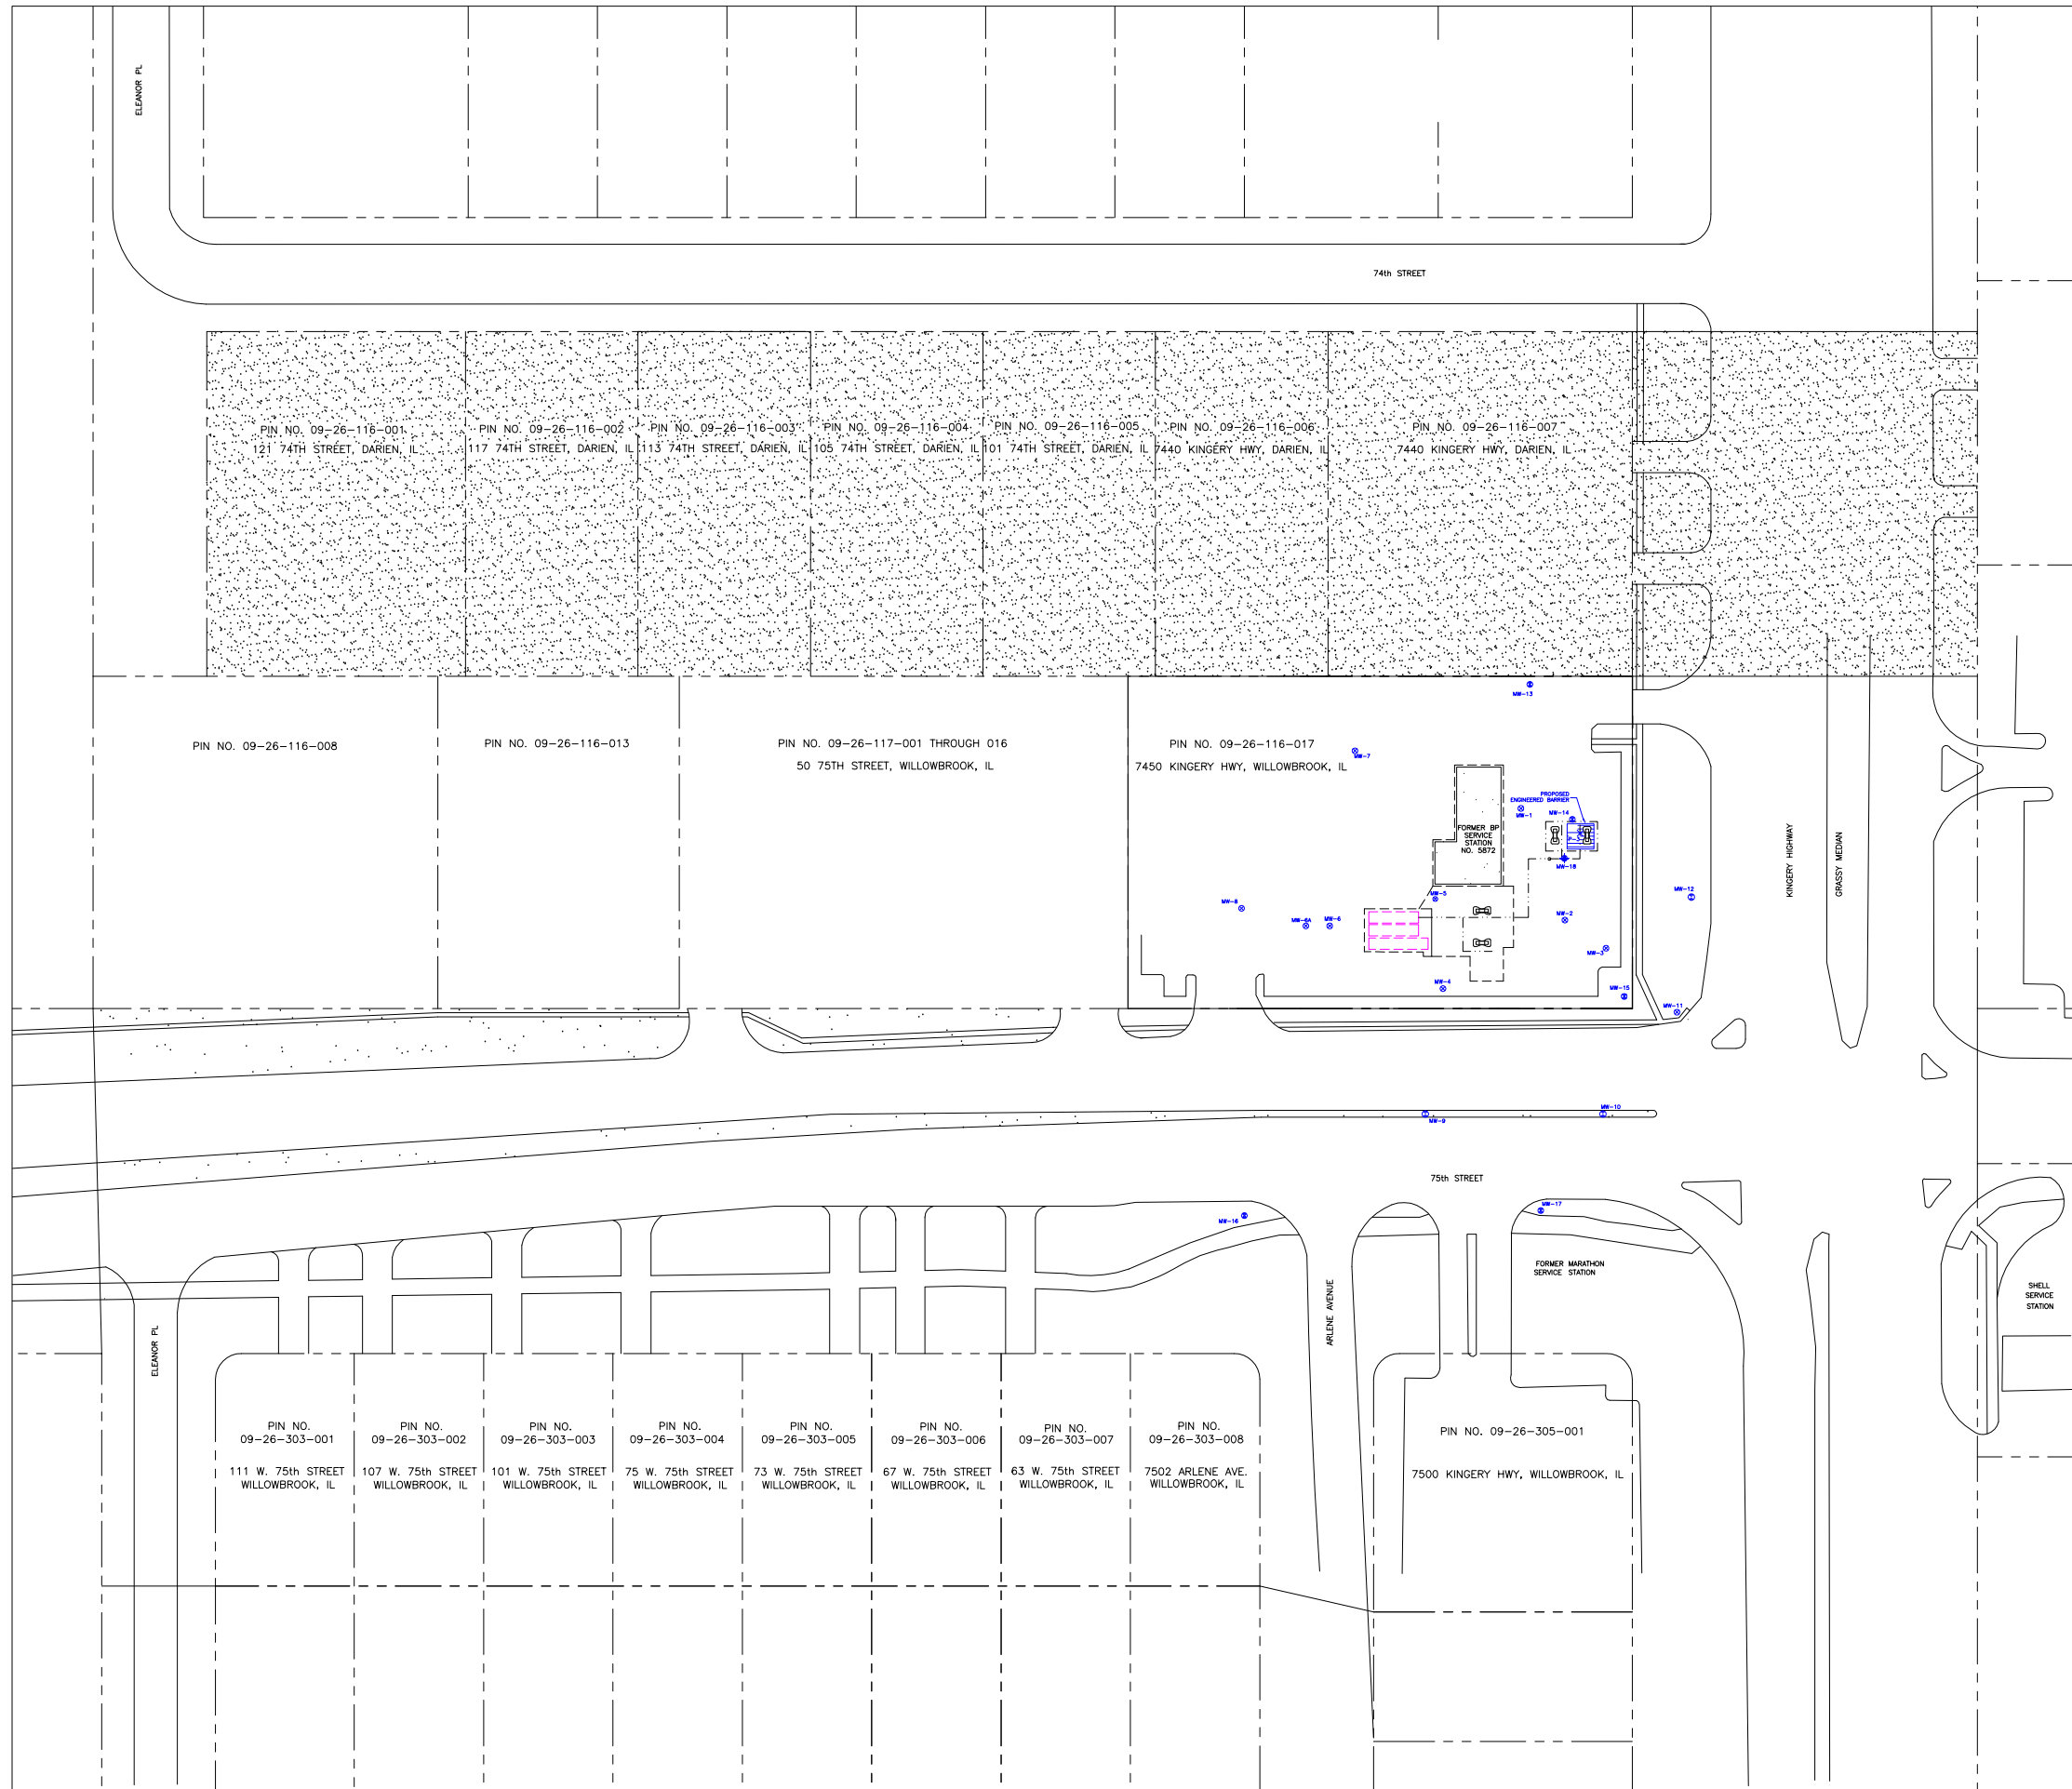 ELEANOR PL
74th STREET
PIN NO. 09-26-116-001
121 74TH STREET, DARIEN, IL
PIN NO. 09-26-116-002
117 74TH STREET, DARIEN, IL
PIN NO. 09-26-116-003
113 74TH STREET, DARIEN, IL
PIN NO. 09-26-116-004
105 74TH STREET, DARIEN, IL
PIN NO. 09-26-116-005
101 74TH STREET, DARIEN, IL
PIN NO. 09-26-116-006
7440 KINGERY HWY, DARIEN, IL
PIN NO. 09-26-116-007
7440 KINGERY HWY, DARIEN, IL
PIN NO. 09-26-116-008
PIN NO. 09-26-116-013
PIN NO. 09-26-117-001 THROUGH 016
50 75TH STREET, WILLOWBROOK, IL
PIN NO. 09-26-116-017
7450 KINGERY HWY, WILLOWBROOK, IL
MW-13
MW-7
PROPOSED
ENGINEERED BARRIER
MW-1
MW-14
FORMER BP
SERVICE
STATION
NO. 5872
MW-18
MW-5
MW-12
MW-8
MW-6A
MW-6
MW-2
MW-3
MW-4
MW-15
MW-11
KINGERY HIGHWAY
GRASSY MEDIAN
MW-9
MW-10
75th STREET
MW-16
MW-17
FORMER MARATHON
SERVICE STATION
SHELL
SERVICE
STATION
ARLENE AVENUE
ELEANOR PL
PIN NO.
09-26-303-001
111 W. 75th STREET
WILLOWBROOK, IL
PIN NO.
09-26-303-002
107 W. 75th STREET
WILLOWBROOK, IL
PIN NO.
09-26-303-003
101 W. 75th STREET
WILLOWBROOK, IL
PIN NO.
09-26-303-004
75 W. 75th STREET
WILLOWBROOK, IL
PIN NO.
09-26-303-005
73 W. 75th STREET
WILLOWBROOK, IL
PIN NO.
09-26-303-006
67 W. 75th STREET
WILLOWBROOK, IL
PIN NO.
09-26-303-007
63 W. 75th STREET
WILLOWBROOK, IL
PIN NO.
09-26-303-008
7502 ARLENE AVE.
WILLOWBROOK, IL
PIN NO. 09-26-305-001
7500 KINGERY HWY, WILLOWBROOK, IL